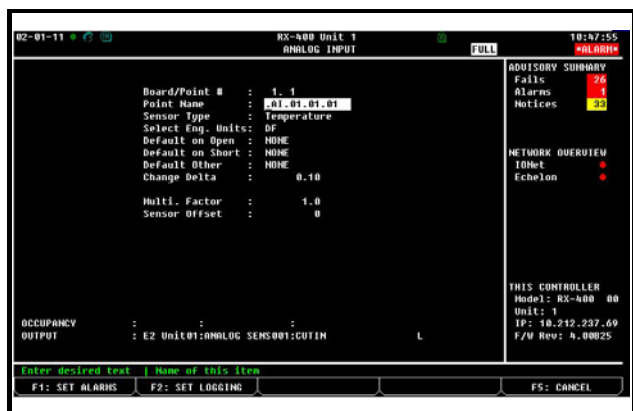 02-01-11 RX-400 Unit 1 10:47:55
ANALOG INPUT FULL *ALARM*
ADVISORY SUMMARY
Fails 26
Board/Point # : 1. 1 Alarms 1
Point Name : .AI.01.01.01 Notices 33
Sensor Type : Temperature
Select Eng. Units: DF
Default on Open : NONE
Default on Short : NONE NETWORK OVERVIEW
Default Other : NONE IONet
Change Delta : 0.10 Echelon
Multi. Factor : 1.0
Sensor Offset : 0
THIS CONTROLLER
Model: RX-400 00
Unit: 1
OCCUPANCY : : : IP: 10.212.237.69
OUTPUT : E2 Unit01:ANALOG SENS001:CUTIN L F/W Rev: 4.00B25
Enter desired text | Name of this item
F1: SET ALARMS F2: SET LOGGING F5: CANCEL